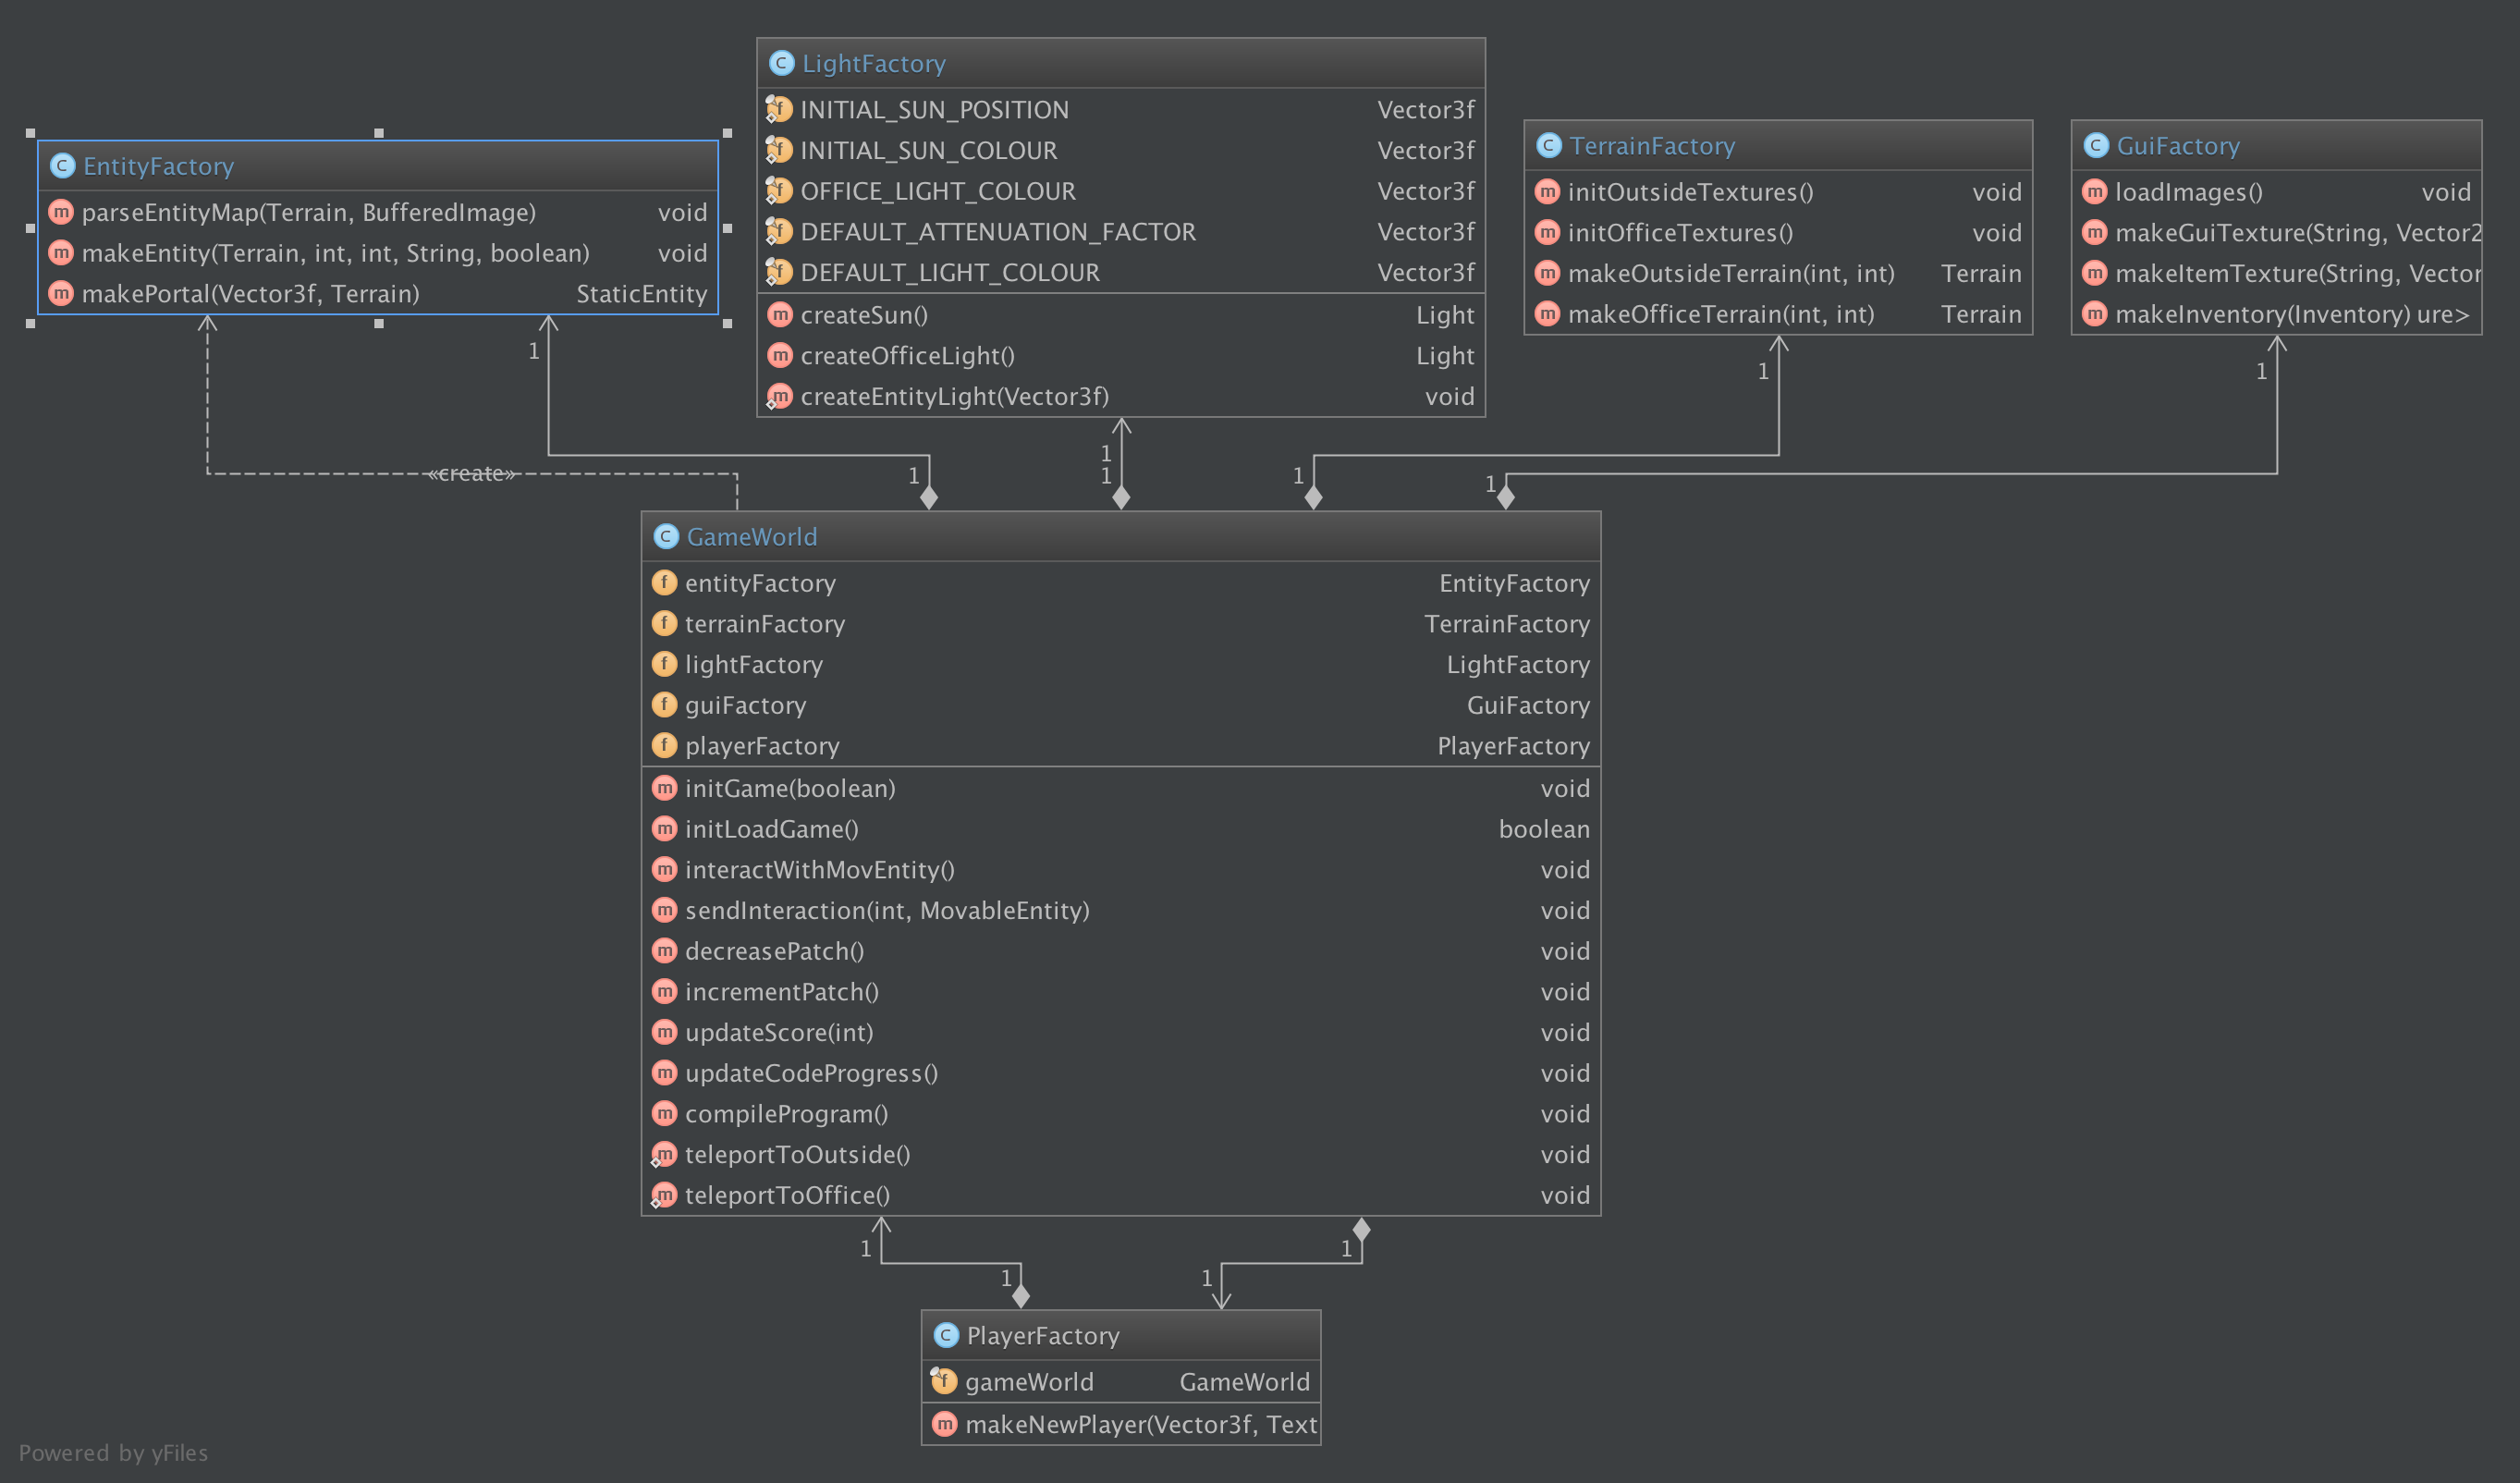 LightFactory
INITIAL_SUN_POSITION Vector3f
INITIAL_SUN_COLOUR Vector3f
OFFICE_LIGHT_COLOUR Vector3f
DEFAULT_ATTENUATION_FACTOR Vector3f
DEFAULT_LIGHT_COLOUR Vector3f
createSun() Light
createOfficeLight() Light
createEntityLight(Vector3f) void
EntityFactory
parseEntityMap(Terrain, BufferedImage) void
makeEntity(Terrain, int, int, String, boolean) void
makePortal(Vector3f, Terrain) StaticEntity
TerrainFactory
initOutsideTextures() void
initOfficeTextures() void
makeOutsideTerrain(int, int) Terrain
makeOfficeTerrain(int, int) Terrain
GuiFactory
loadImages() void
makeGuiTexture(String, Vector2
makeItemTexture(String, Vector
makeInventory(Inventory) ure>
1
1
1
1
«create»
1
1
1
1
GameWorld
entityFactory EntityFactory
terrainFactory TerrainFactory
lightFactory LightFactory
guiFactory GuiFactory
playerFactory PlayerFactory
initGame(boolean) void
initLoadGame() boolean
interactWithMovEntity() void
sendInteraction(int, MovableEntity) void
decreasePatch() void
incrementPatch() void
updateScore(int) void
updateCodeProgress() void
compileProgram() void
teleportToOutside() void
teleportToOffice() void
1
1
1
1
PlayerFactory
gameWorld GameWorld
makeNewPlayer(Vector3f, Text
Powered by yFiles